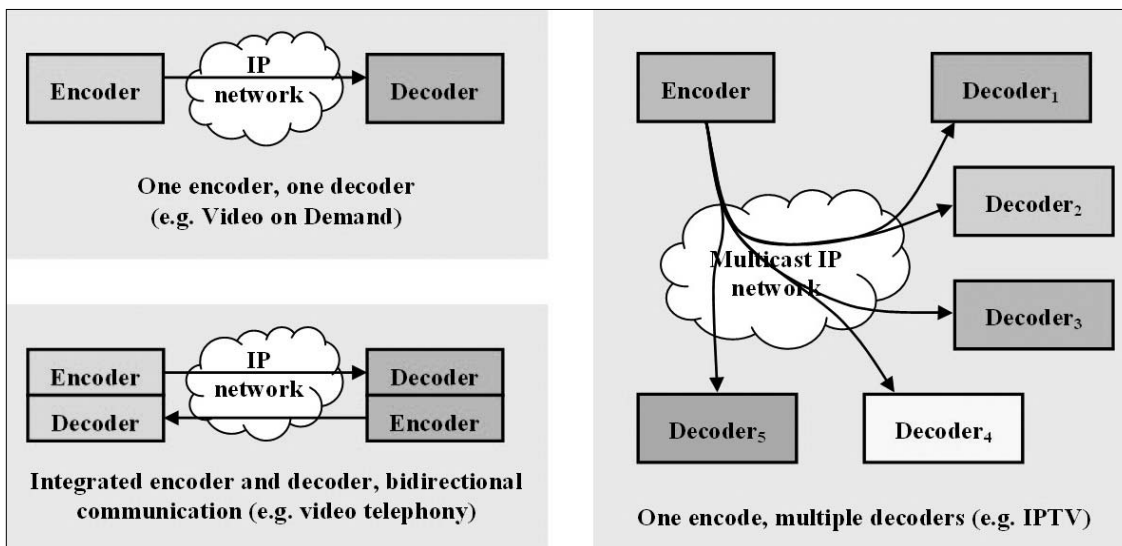 Encoder
IP
network
Decoder
One encoder, one decoder
(e.g. Video on Demand)
Encoder
Decoder
IP
network
Decoder
Encoder
Integrated encoder and decoder, bidirectional
communication (e.g. video telephony)
Encoder
Decoder₁
Decoder₂
Multicast IP
network
Decoder₃
Decoder₅
Decoder₄
One encode, multiple decoders (e.g. IPTV)